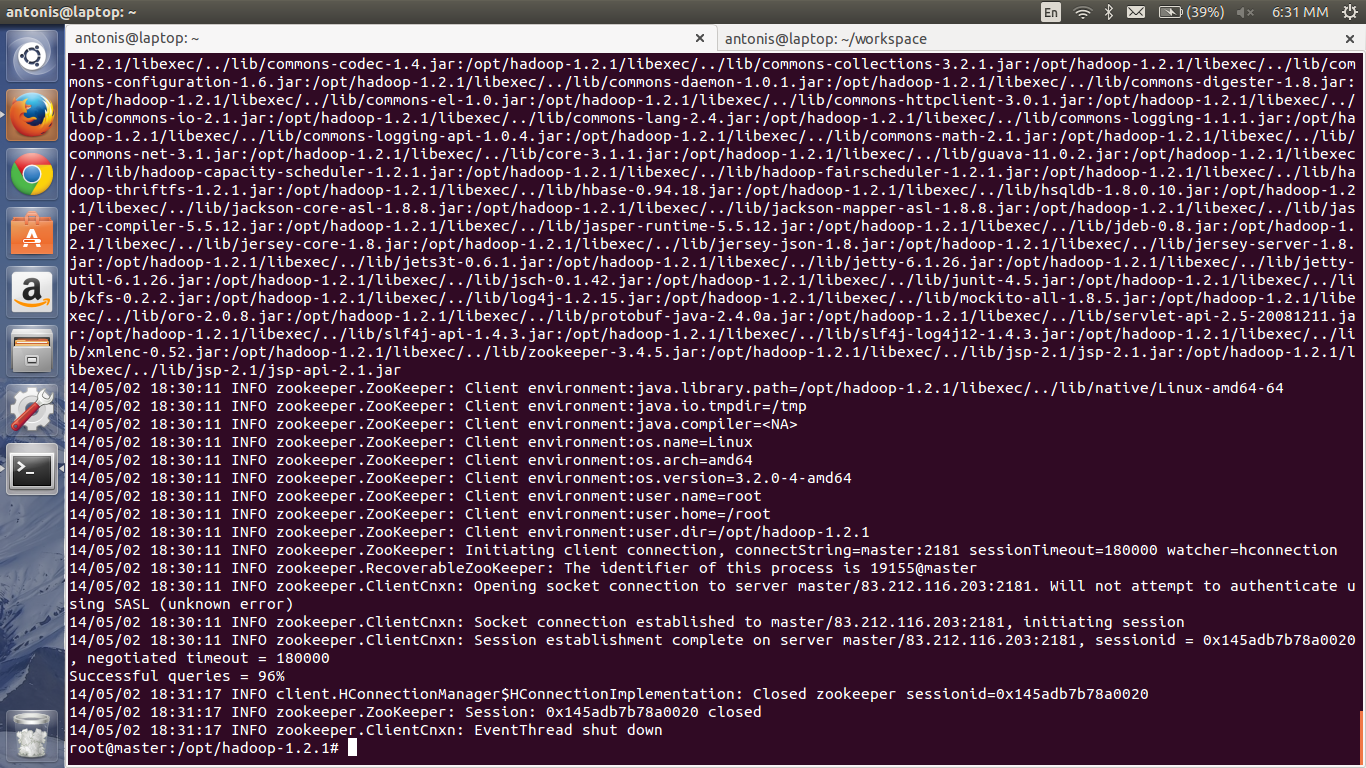 antonis@laptop: ~
En
(39%)
6:31 MM
antonis@laptop: ~
antonis@laptop: ~/workspace
-1.2.1/libexec/../lib/commons-codec-1.4.jar:/opt/hadoop-1.2.1/libexec/../lib/commons-collections-3.2.1.jar:/opt/hadoop-1.2.1/libexec/../lib/com
mons-configuration-1.6.jar:/opt/hadoop-1.2.1/libexec/../lib/commons-daemon-1.0.1.jar:/opt/hadoop-1.2.1/libexec/../lib/commons-digester-1.8.jar:
/opt/hadoop-1.2.1/libexec/../lib/commons-el-1.0.jar:/opt/hadoop-1.2.1/libexec/../lib/commons-httpclient-3.0.1.jar:/opt/hadoop-1.2.1/libexec/../
lib/commons-io-2.1.jar:/opt/hadoop-1.2.1/libexec/../lib/commons-lang-2.4.jar:/opt/hadoop-1.2.1/libexec/../lib/commons-logging-1.1.1.jar:/opt/ha
doop-1.2.1/libexec/../lib/commons-logging-api-1.0.4.jar:/opt/hadoop-1.2.1/libexec/../lib/commons-math-2.1.jar:/opt/hadoop-1.2.1/libexec/../lib/
commons-net-3.1.jar:/opt/hadoop-1.2.1/libexec/../lib/core-3.1.1.jar:/opt/hadoop-1.2.1/libexec/../lib/guava-11.0.2.jar:/opt/hadoop-1.2.1/libexec
/../lib/hadoop-capacity-scheduler-1.2.1.jar:/opt/hadoop-1.2.1/libexec/../lib/hadoop-fairscheduler-1.2.1.jar:/opt/hadoop-1.2.1/libexec/../lib/ha
doop-thriftfs-1.2.1.jar:/opt/hadoop-1.2.1/libexec/../lib/hbase-0.94.18.jar:/opt/hadoop-1.2.1/libexec/../lib/hsqldb-1.8.0.10.jar:/opt/hadoop-1.2
.1/libexec/../lib/jackson-core-asl-1.8.8.jar:/opt/hadoop-1.2.1/libexec/../lib/jackson-mapper-asl-1.8.8.jar:/opt/hadoop-1.2.1/libexec/../lib/jas
per-compiler-5.5.12.jar:/opt/hadoop-1.2.1/libexec/../lib/jasper-runtime-5.5.12.jar:/opt/hadoop-1.2.1/libexec/../lib/jdeb-0.8.jar:/opt/hadoop-1.
2.1/libexec/../lib/jersey-core-1.8.jar:/opt/hadoop-1.2.1/libexec/../lib/jersey-json-1.8.jar:/opt/hadoop-1.2.1/libexec/../lib/jersey-server-1.8.
jar:/opt/hadoop-1.2.1/libexec/../lib/jets3t-0.6.1.jar:/opt/hadoop-1.2.1/libexec/../lib/jetty-6.1.26.jar:/opt/hadoop-1.2.1/libexec/../lib/jetty-
util-6.1.26.jar:/opt/hadoop-1.2.1/libexec/../lib/jsch-0.1.42.jar:/opt/hadoop-1.2.1/libexec/../lib/junit-4.5.jar:/opt/hadoop-1.2.1/libexec/../li
b/kfs-0.2.2.jar:/opt/hadoop-1.2.1/libexec/../lib/log4j-1.2.15.jar:/opt/hadoop-1.2.1/libexec/../lib/mockito-all-1.8.5.jar:/opt/hadoop-1.2.1/libe
xec/../lib/oro-2.0.8.jar:/opt/hadoop-1.2.1/libexec/../lib/protobuf-java-2.4.0a.jar:/opt/hadoop-1.2.1/libexec/../lib/servlet-api-2.5-20081211.ja
r:/opt/hadoop-1.2.1/libexec/../lib/slf4j-api-1.4.3.jar:/opt/hadoop-1.2.1/libexec/../lib/slf4j-log4j12-1.4.3.jar:/opt/hadoop-1.2.1/libexec/../li
b/xmlenc-0.52.jar:/opt/hadoop-1.2.1/libexec/../lib/zookeeper-3.4.5.jar:/opt/hadoop-1.2.1/libexec/../lib/jsp-2.1/jsp-2.1.jar:/opt/hadoop-1.2.1/l
ibexec/../lib/jsp-2.1/jsp-api-2.1.jar
14/05/02 18:30:11 INFO zookeeper.ZooKeeper: Client environment:java.library.path=/opt/hadoop-1.2.1/libexec/../lib/native/Linux-amd64-64
14/05/02 18:30:11 INFO zookeeper.ZooKeeper: Client environment:java.io.tmpdir=/tmp
14/05/02 18:30:11 INFO zookeeper.ZooKeeper: Client environment:java.compiler=<NA>
14/05/02 18:30:11 INFO zookeeper.ZooKeeper: Client environment:os.name=Linux
14/05/02 18:30:11 INFO zookeeper.ZooKeeper: Client environment:os.arch=amd64
14/05/02 18:30:11 INFO zookeeper.ZooKeeper: Client environment:os.version=3.2.0-4-amd64
14/05/02 18:30:11 INFO zookeeper.ZooKeeper: Client environment:user.name=root
14/05/02 18:30:11 INFO zookeeper.ZooKeeper: Client environment:user.home=/root
14/05/02 18:30:11 INFO zookeeper.ZooKeeper: Client environment:user.dir=/opt/hadoop-1.2.1
14/05/02 18:30:11 INFO zookeeper.ZooKeeper: Initiating client connection, connectString=master:2181 sessionTimeout=180000 watcher=hconnection
14/05/02 18:30:11 INFO zookeeper.RecoverableZooKeeper: The identifier of this process is 19155@master
14/05/02 18:30:11 INFO zookeeper.ClientCnxn: Opening socket connection to server master/83.212.116.203:2181. Will not attempt to authenticate u
sing SASL (unknown error)
14/05/02 18:30:11 INFO zookeeper.ClientCnxn: Socket connection established to master/83.212.116.203:2181, initiating session
14/05/02 18:30:11 INFO zookeeper.ClientCnxn: Session establishment complete on server master/83.212.116.203:2181, sessionid = 0x145adb7b78a0020
, negotiated timeout = 180000
Successful queries = 96%
14/05/02 18:31:17 INFO client.HConnectionManager$HConnectionImplementation: Closed zookeeper sessionid=0x145adb7b78a0020
14/05/02 18:31:17 INFO zookeeper.ZooKeeper: Session: 0x145adb7b78a0020 closed
14/05/02 18:31:17 INFO zookeeper.ClientCnxn: EventThread shut down
root@master:/opt/hadoop-1.2.1#